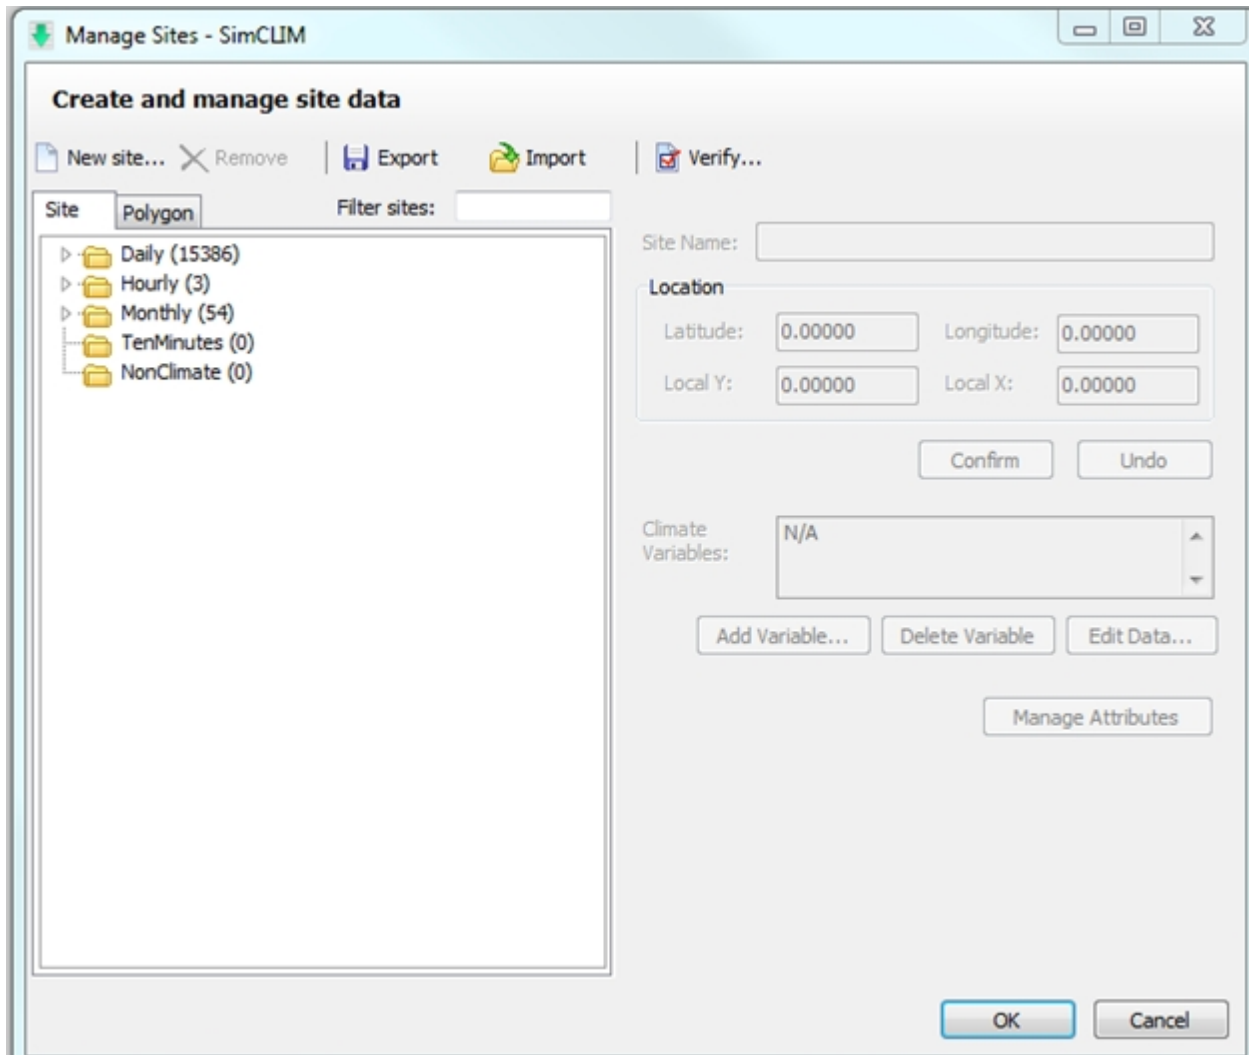 Manage Sites - SimCLIM
Create and manage site data
New site... Remove Export Import Verify...
Site Polygon Filter sites:
Daily (15386)
Hourly (3)
Monthly (54)
TenMinutes (0)
NonClimate (0)
Site Name:
Location
Latitude: 0.00000 Longitude: 0.00000
Local Y: 0.00000 Local X: 0.00000
Confirm Undo
Climate
Variables:
N/A
Add Variable... Delete Variable Edit Data...
Manage Attributes
OK Cancel